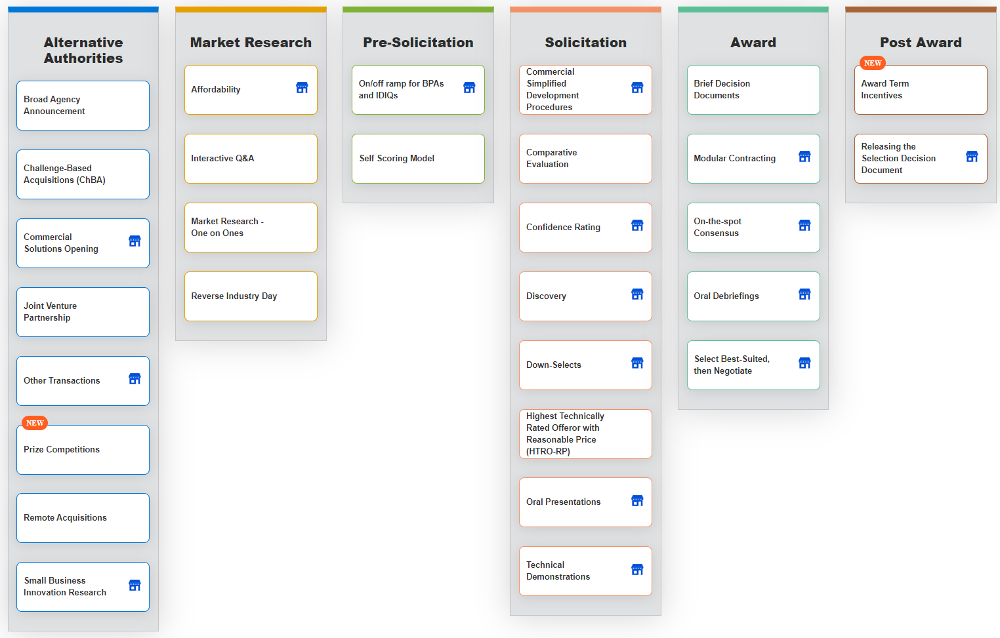 Alternative
Authorities
Broad Agency
Announcement
Challenge-Based
Acquisitions (ChBA)
Commercial
Solutions Opening
Joint Venture
Partnership
Other Transactions
NEW
Prize Competitions
Remote Acquisitions
Small Business
Innovation Research
Market Research
Affordability
Interactive Q&A
Market Research -
One on Ones
Reverse Industry Day
Pre-Solicitation
On/off ramp for BPAs
and IDIQs
Self Scoring Model
Solicitation
Commercial
Simplified
Development
Procedures
Comparative
Evaluation
Confidence Rating
Discovery
Down-Selects
Highest Technically
Rated Offeror with
Reasonable Price
(HTRO-RP)
Oral Presentations
Technical
Demonstrations
Award
Brief Decision
Documents
Modular Contracting
On-the-spot
Consensus
Oral Debriefings
Select Best-Suited,
then Negotiate
Post Award
NEW
Award Term
Incentives
Releasing the
Selection Decision
Document